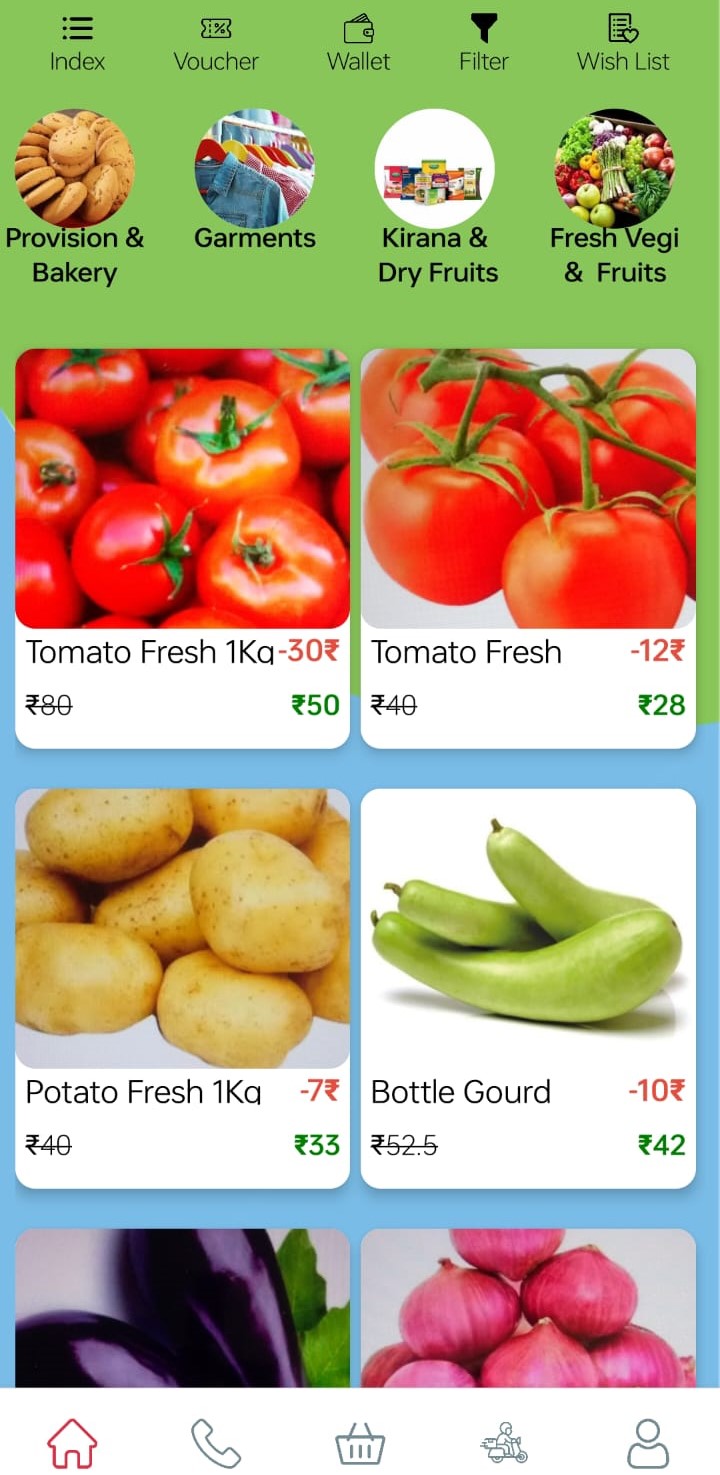 Index Voucher Wallet Filter Wish List
Provision & Garments Kirana & Fresh Vegi
Bakery Dry Fruits & Fruits
Tomato Fresh 1Kg -30₹ Tomato Fresh -12₹
₹80 ₹50 ₹40 ₹28
Potato Fresh 1Kg -7₹ Bottle Gourd -10₹
₹40 ₹33 ₹52.5 ₹42